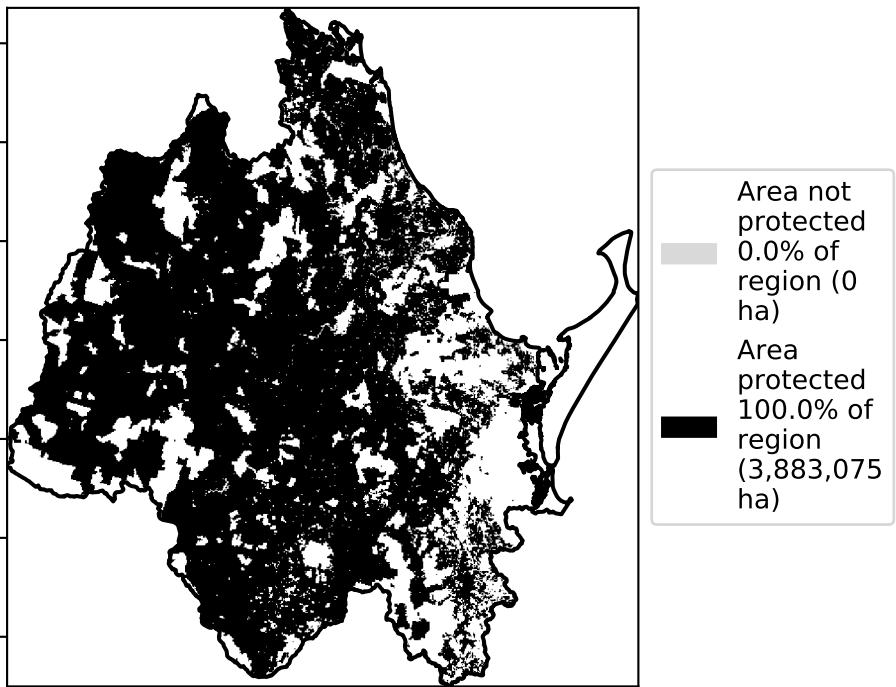 Area not
protected
0.0% of
region (0
ha)
Area
protected
100.0% of
region
(3,883,075
ha)